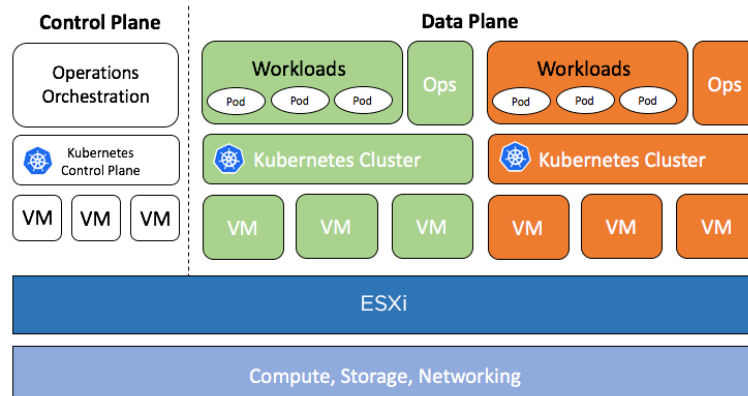 Control Plane
Data Plane
Operations
Orchestration
Workloads
Pod
Pod
Pod
Ops
Workloads
Pod
Pod
Pod
Ops
Kubernetes
Control Plane
Kubernetes Cluster
Kubernetes Cluster
VM
VM
VM
VM
VM
VM
VM
VM
VM
ESXi
Compute, Storage, Networking